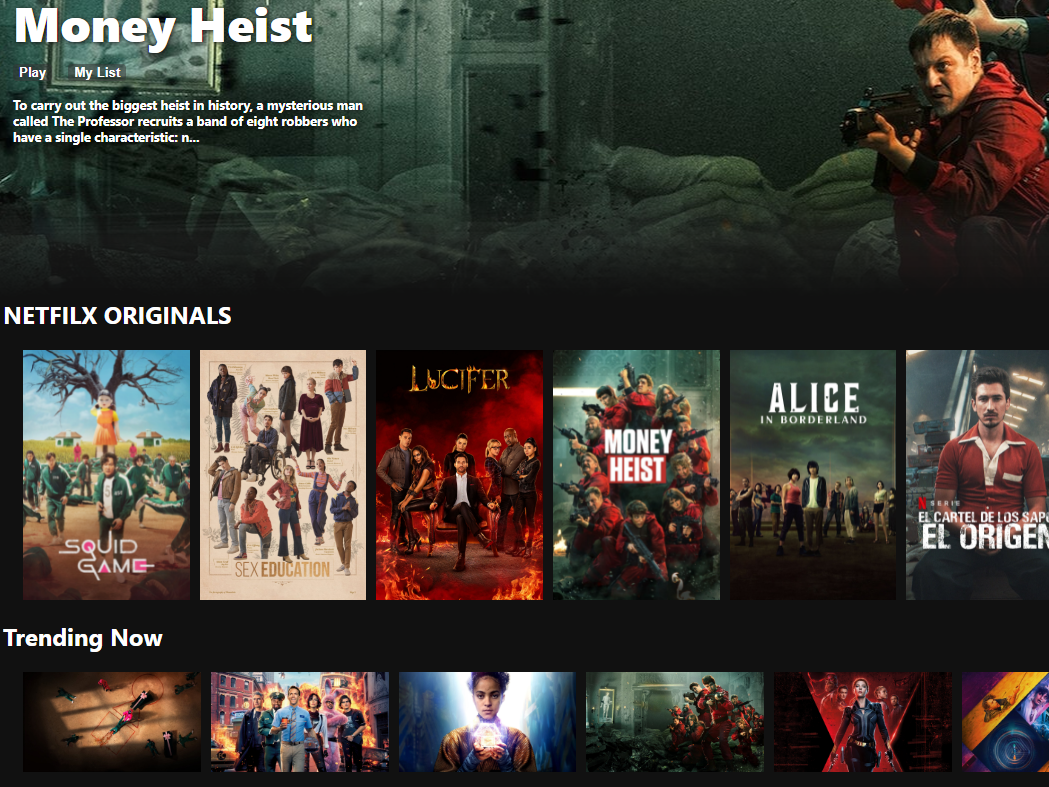 Money Heist
Play
My List
To carry out the biggest heist in history, a mysterious man
called The Professor recruits a band of eight robbers who
have a single characteristic: n...
NETFILX ORIGINALS
SQUID
GAME
SEX EDUCATION
LUCIFER
MONEY
HEIST
ALICE
IN BORDERLAND
N SERIE
EL CARTEL DE LOS SAPO
EL ORIGEN
Trending Now